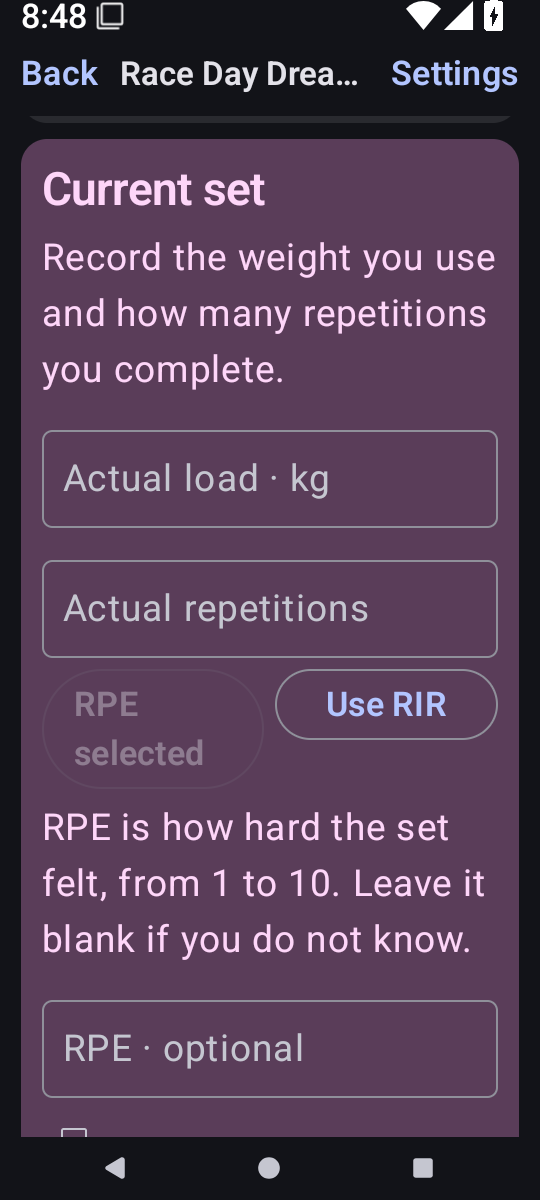 8:48
Back Race Day Drea... Settings
Current set
Record the weight you use
and how many repetitions
you complete.
Actual load · kg
Actual repetitions
RPE
selected
Use RIR
RPE is how hard the set
felt, from 1 to 10. Leave it
blank if you do not know.
RPE · optional